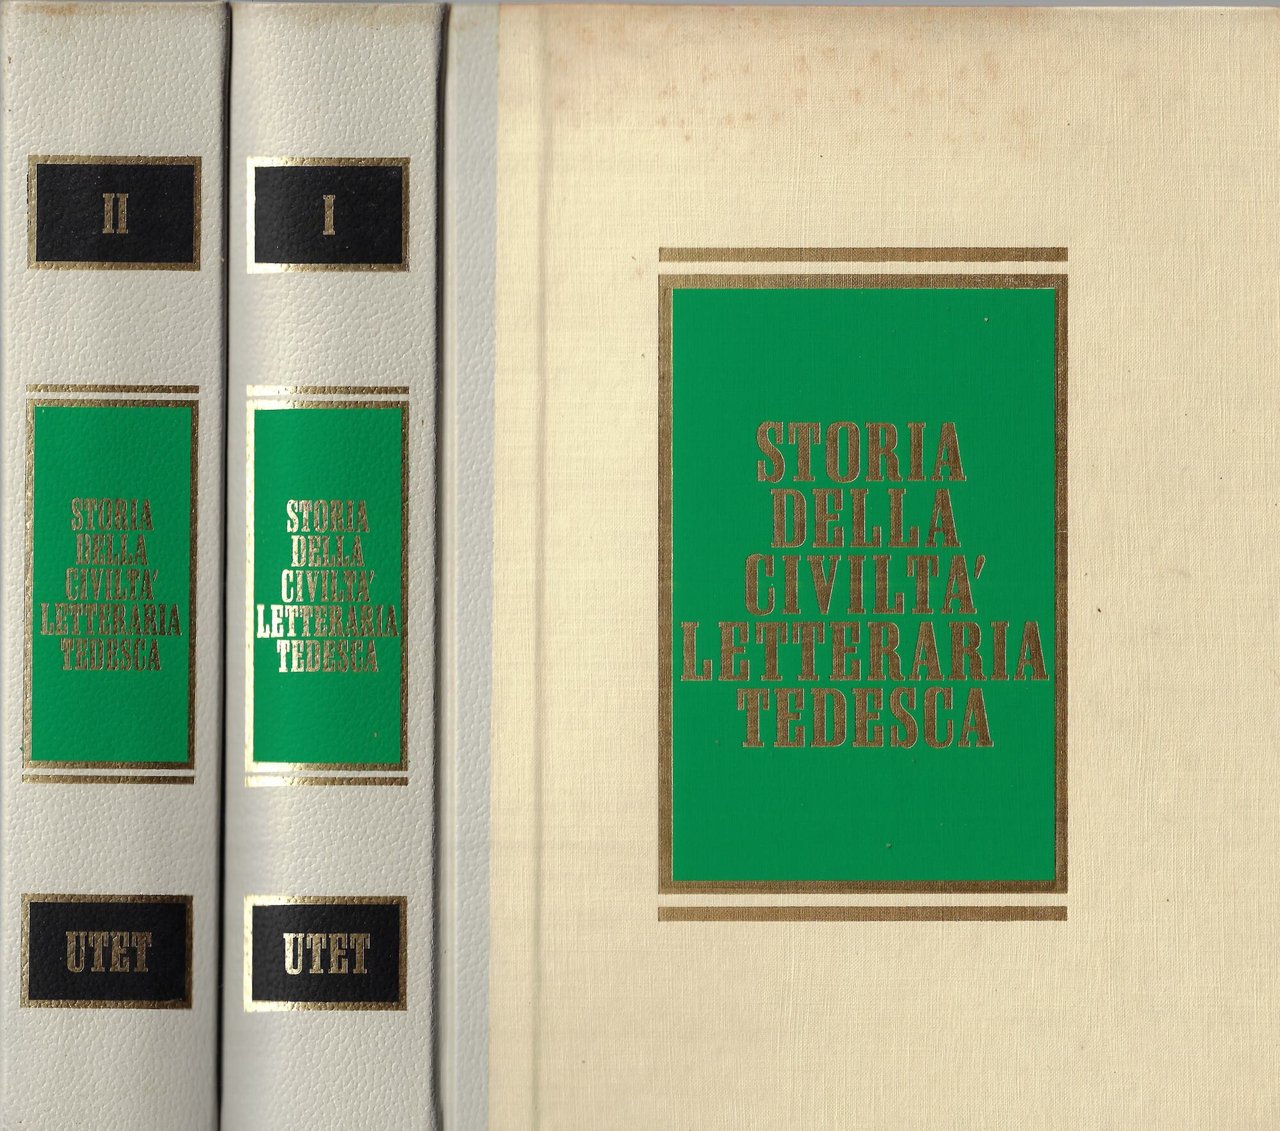 II
STORIA
DELLA
CIVILTA'
LETTERARIA
TEDESCA
UTET
I
STORIA
DELLA
CIVILTA'
LETTERARIA
TEDESCA
UTET
STORIA
DELLA
CIVILTA'
LETTERARIA
TEDESCA